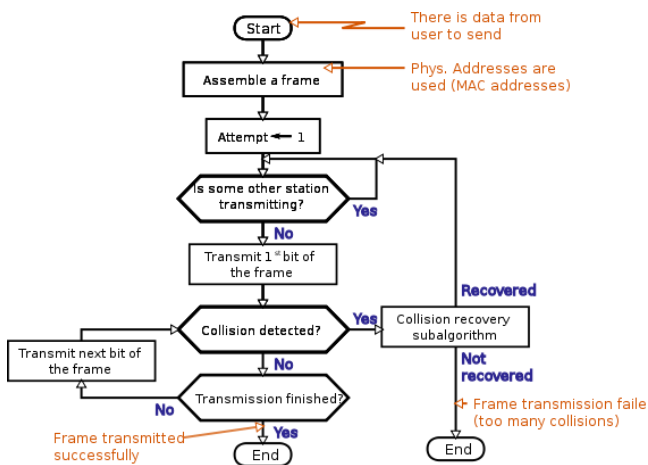 Start
There is data from
user to send
Assemble a frame
Phys. Addresses are
used (MAC addresses)
Attempt ← 1
Is some other station
transmitting?
Yes
No
Transmit 1st bit of
the frame
Recovered
Collision detected?
Yes
Collision recovery
subalgorithm
Transmit next bit of
the frame
No
Not
recovered
Transmission finished?
No
Frame transmission faile
(too many collisions)
Yes
Frame transmitted
successfully
End
End